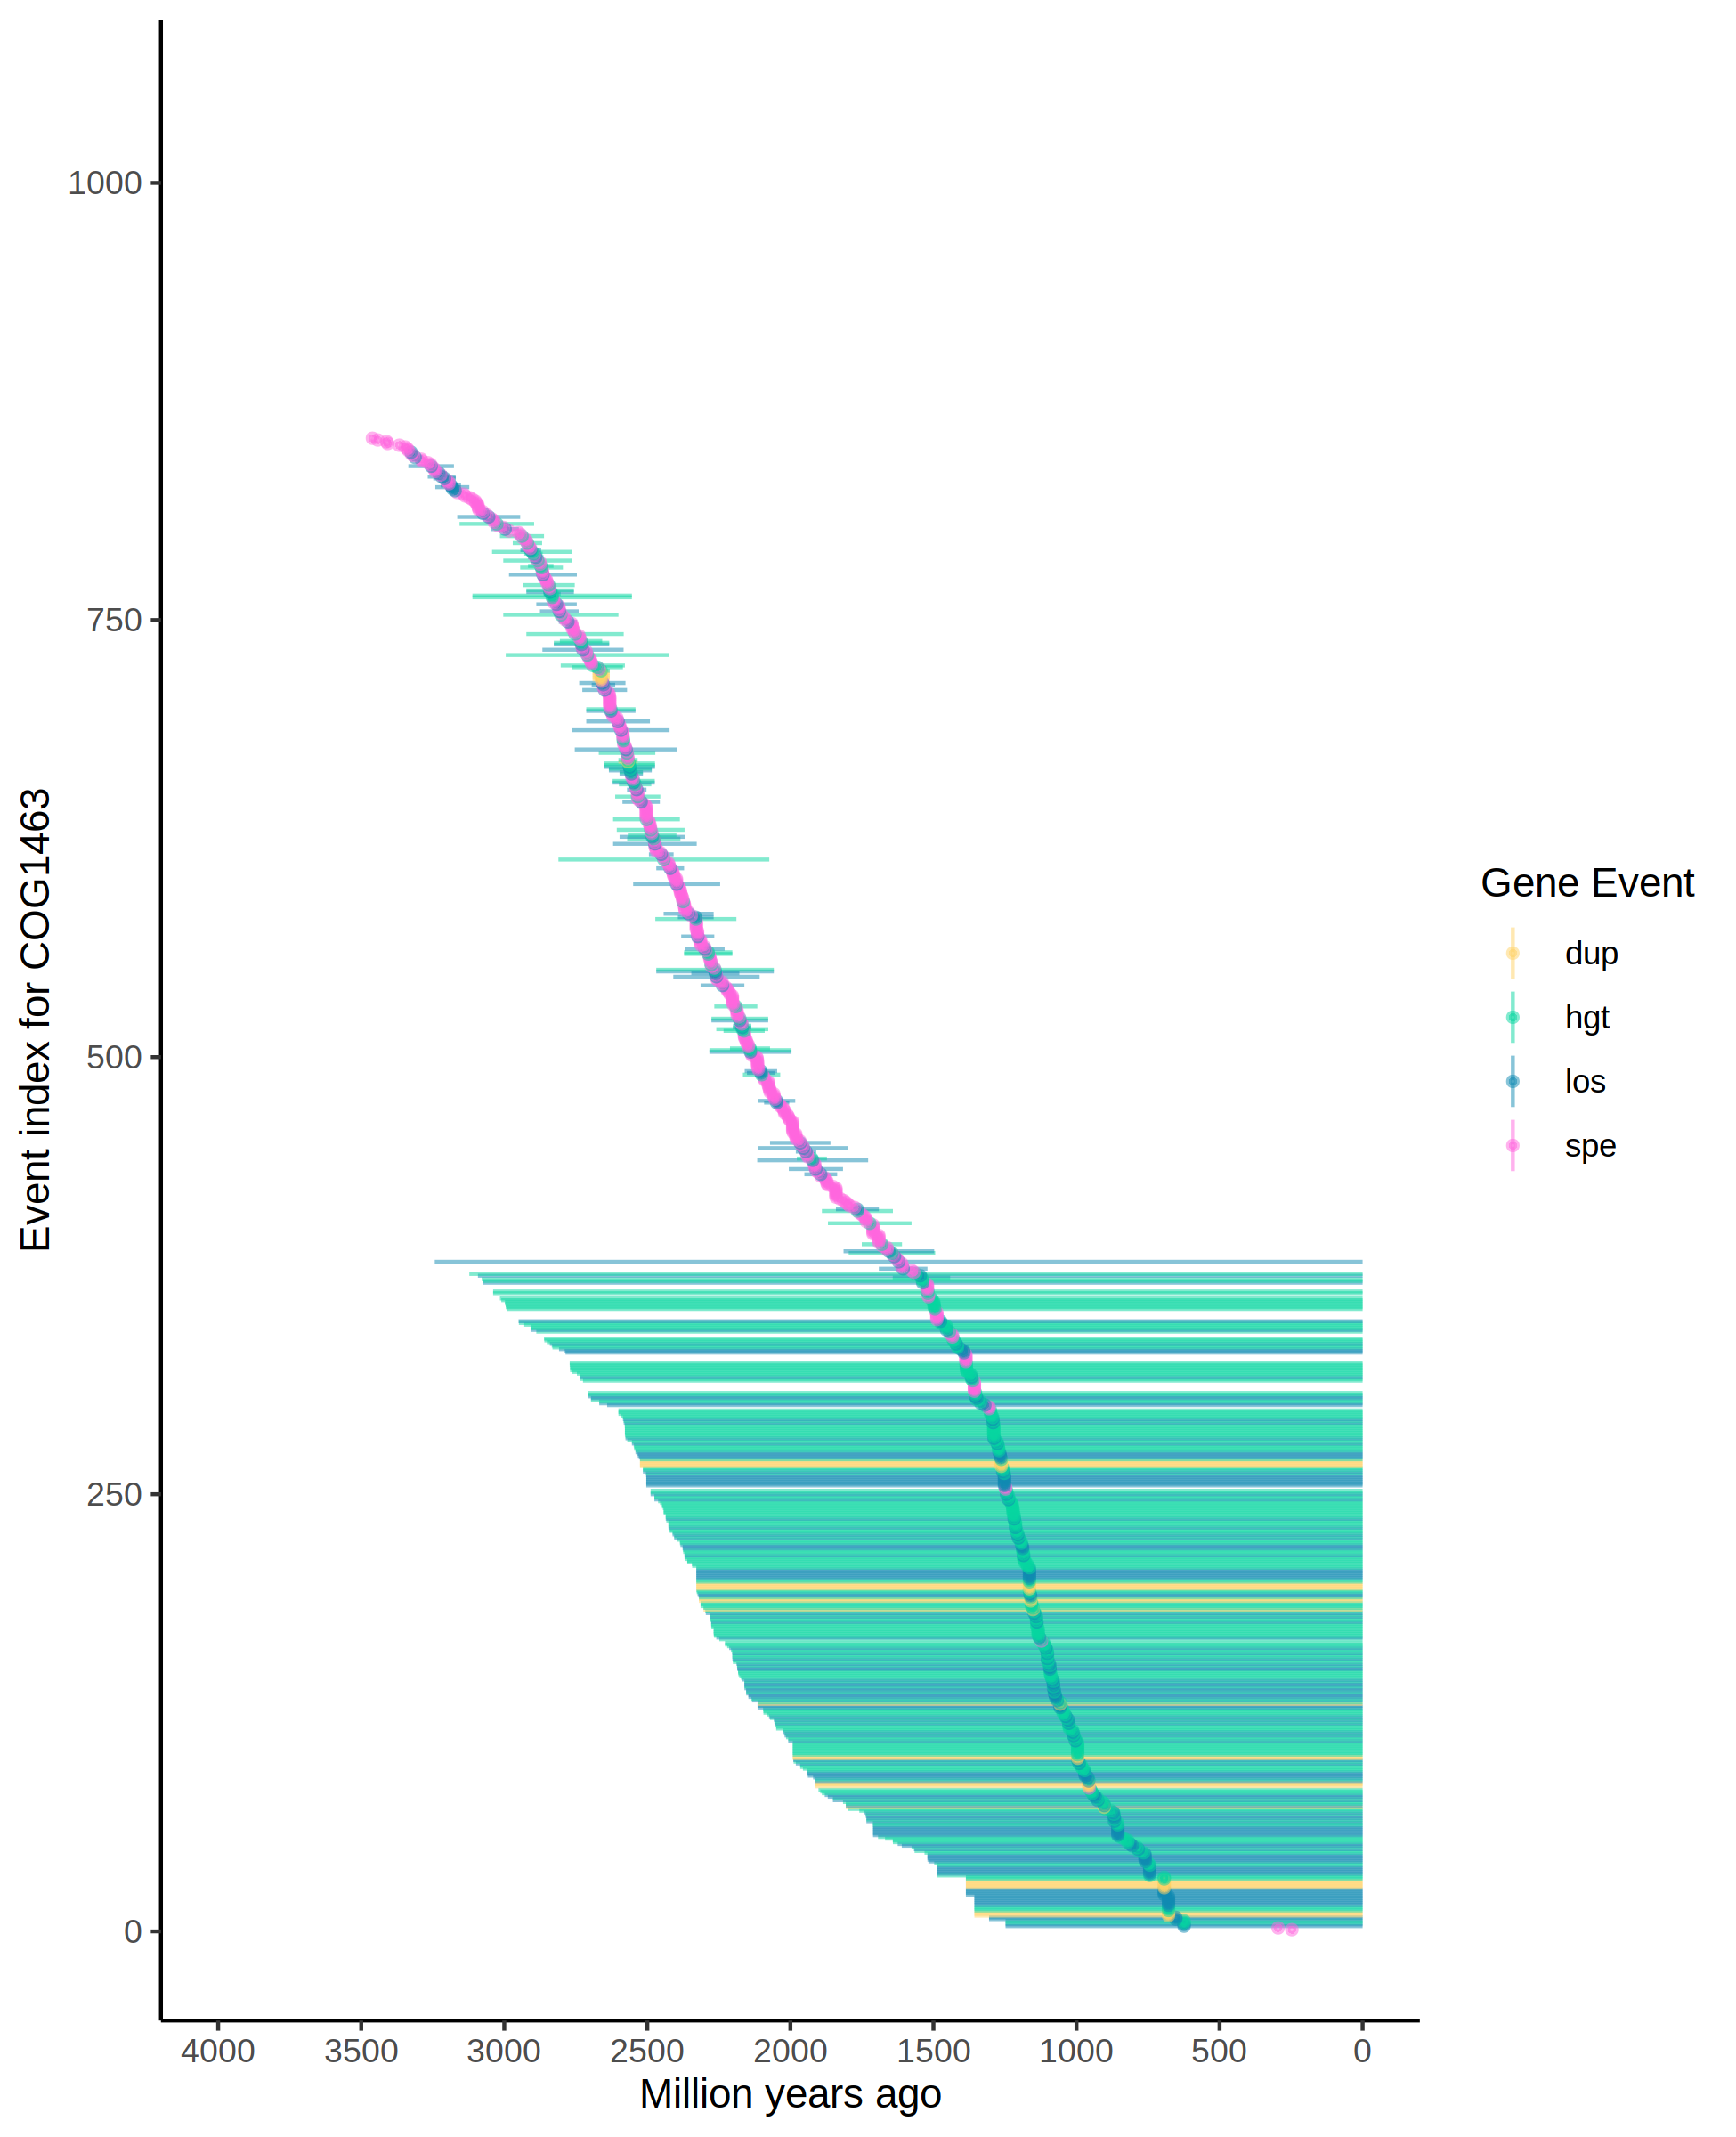 Event index for COG1463
1000
750
500
250
0
4000 3500 3000 2500 2000 1500 1000 500 0
Million years ago
Gene Event
dup
hgt
los
spe